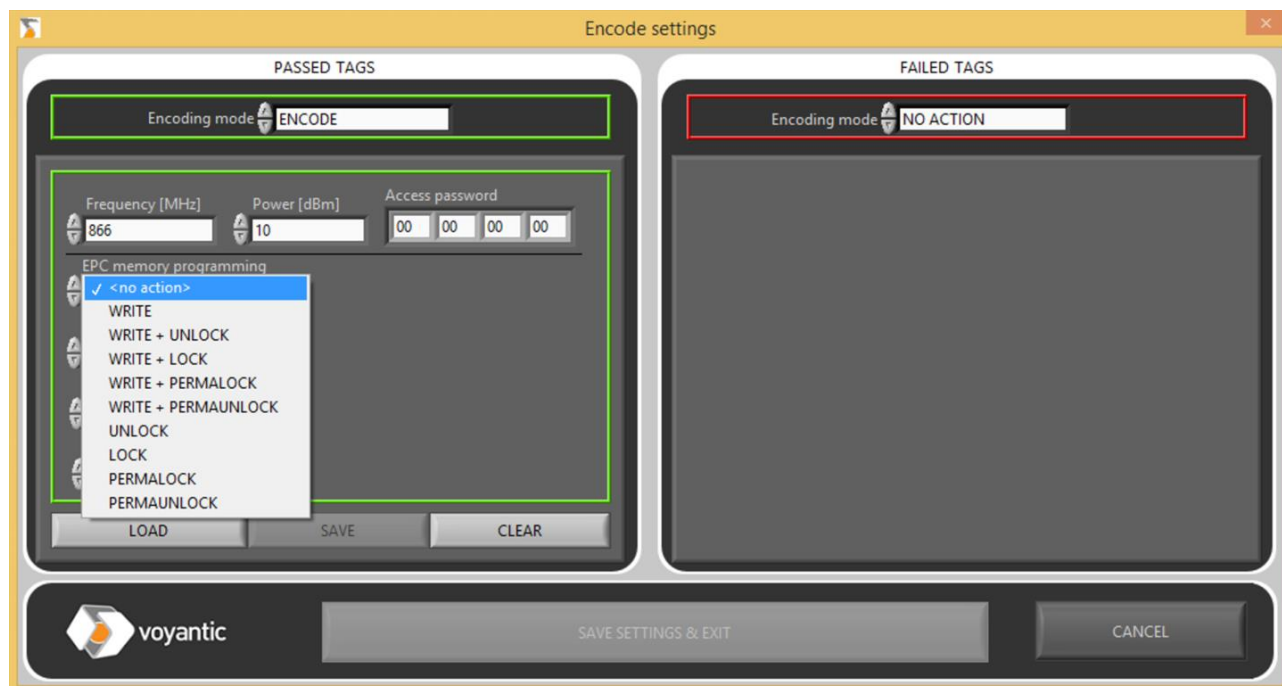 Encode settings
PASSED TAGS
Encoding mode ENCODE
Frequency [MHz] Power [dBm] Access password
866 10 00 00 00 00
EPC memory programming
<no action>
WRITE
WRITE + UNLOCK
WRITE + LOCK
WRITE + PERMALOCK
WRITE + PERMAUNLOCK
UNLOCK
LOCK
PERMALOCK
PERMAUNLOCK
LOAD SAVE CLEAR
FAILED TAGS
Encoding mode NO ACTION
voyantic
SAVE SETTINGS & EXIT
CANCEL